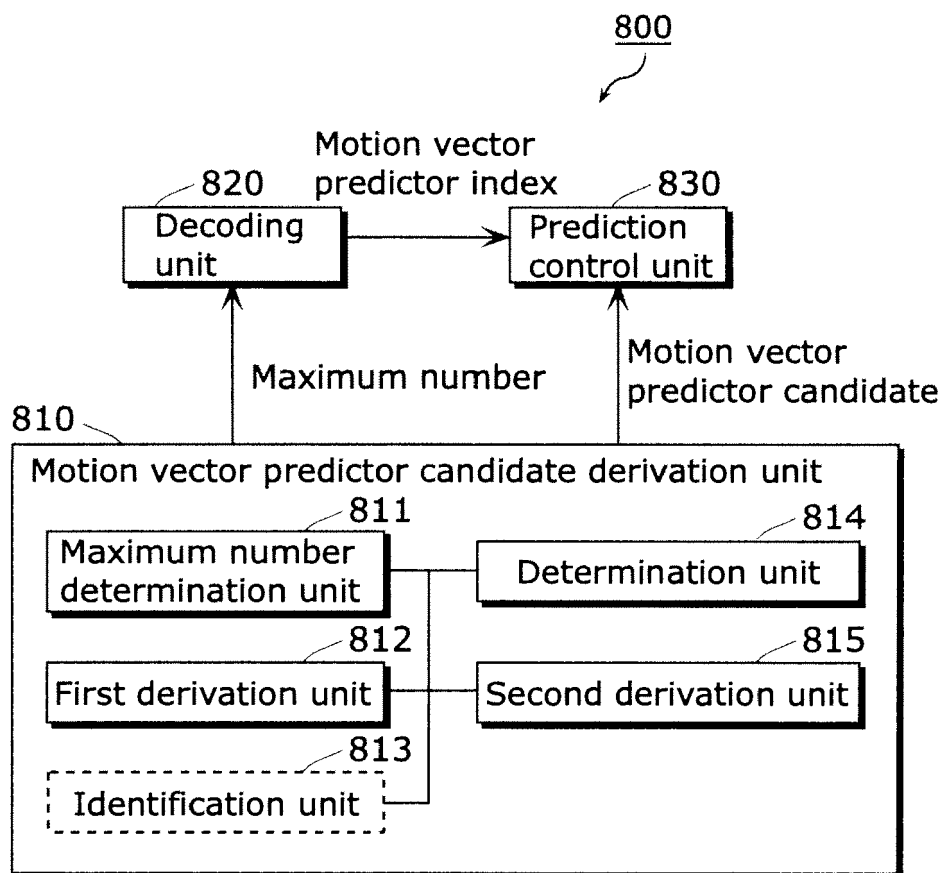 800
Motion vector
predictor index
820
830
Decoding
unit
Prediction
control unit
Maximum number
Motion vector
predictor candidate
810
Motion vector predictor candidate derivation unit
811
Maximum number
determination unit
814
Determination unit
812
First derivation unit
815
Second derivation unit
813
Identification unit